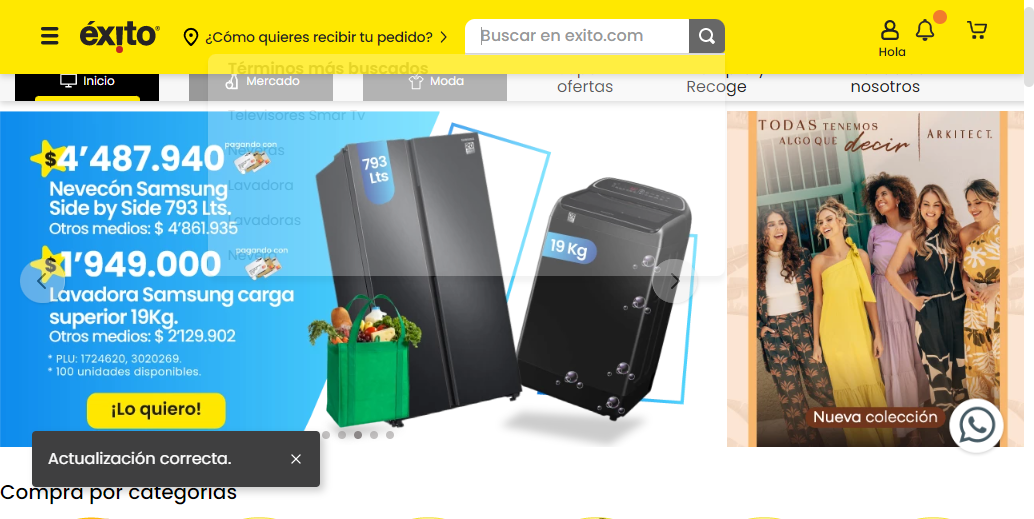 éxito
¿Cómo quieres recibir tu pedido?
Buscar en exito.com
Hola
Términos más buscados
Inicio
Mercado
Moda
ofertas
Recoge
nosotros
Televisores Smar Tv
Neveras
Lavadora
Lavadoras
Nevera
$4’487.940
pagando con
Nevecón Samsung
Side by Side 793 Lts.
Otros medios: $ 4’861.935
$1’949.000
pagando con
Lavadora Samsung carga
superior 19Kg.
Otros medios: $ 2’129.902
* PLU: 1724620, 3020269.
* 100 unidades disponibles.
¡Lo quiero!
793
Lts
19 Kg
TODAS TENEMOS
ALGO QUE decir
ARKITECT.
Nueva colección
Actualización correcta.
Compra por categorías